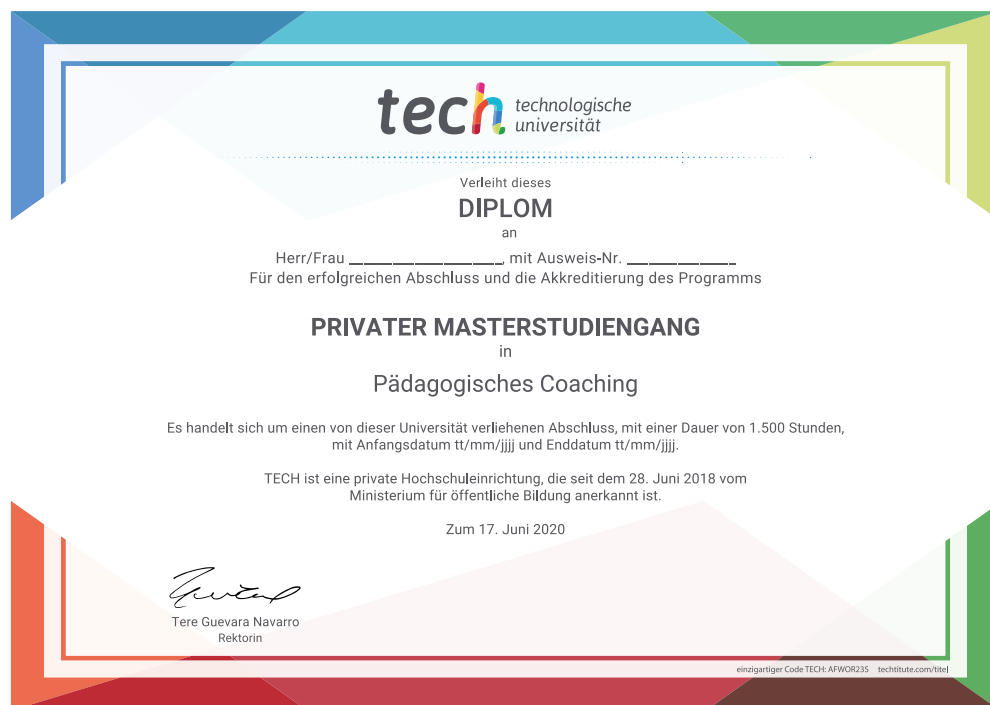 tech technologische
universität
Verleiht dieses
DIPLOM
an
Herr/Frau ____________________, mit Ausweis-Nr. ______________
Für den erfolgreichen Abschluss und die Akkreditierung des Programms
PRIVATER MASTERSTUDIENGANG
in
Pädagogisches Coaching
Es handelt sich um einen von dieser Universität verliehenen Abschluss, mit einer Dauer von 1.500 Stunden,
mit Anfangsdatum tt/mm/jjjj und Enddatum tt/mm/jjjj.
TECH ist eine private Hochschuleinrichtung, die seit dem 28. Juni 2018 vom
Ministerium für öffentliche Bildung anerkannt ist.
Zum 17. Juni 2020
Tere Guevara Navarro
Rektorin
einzigartiger Code TECH: AFWOR23S techtitute.com/titel